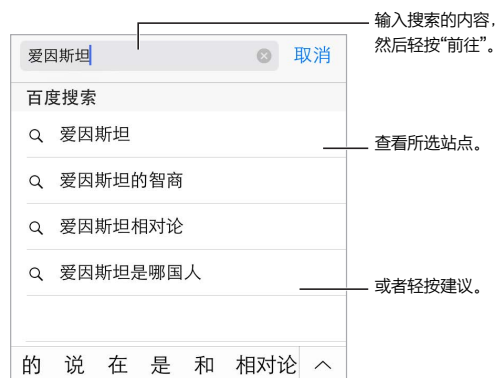 输入搜索的内容，
然后轻按“前往”。
爱因斯坦 取消
百度搜索
爱因斯坦
查看所选站点。
爱因斯坦的智商
爱因斯坦相对论
爱因斯坦是哪国人
或者轻按建议。
的 说 在 是 和 相对论